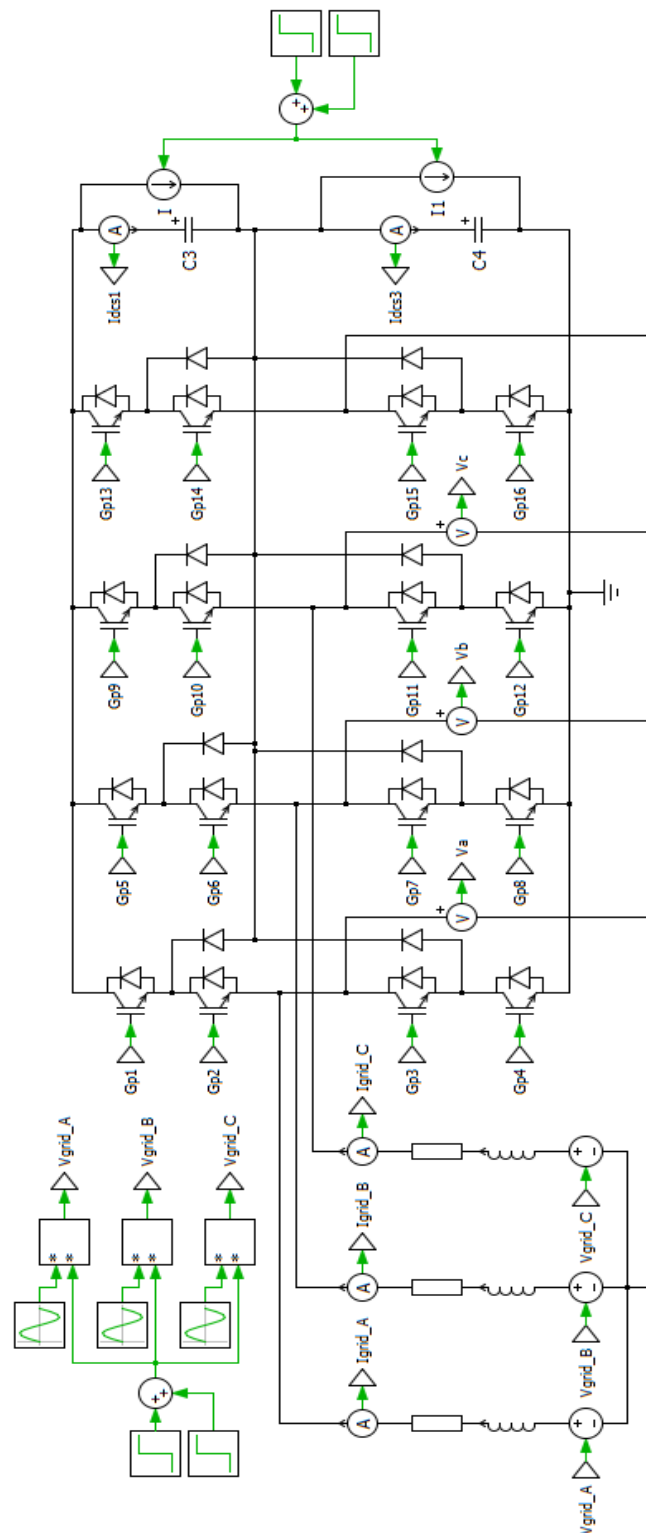 Vgrid_A
Vgrid_B
Vgrid_C
*
*
*
*
*
*
+
+
Vgrid_A
Vgrid_B
Vgrid_C
+
-
+
-
+
-
A
A
A
Igrid_A
Igrid_B
Igrid_C
Gp1
Gp2
Gp3
Gp4
Gp5
Gp6
Gp7
Gp8
Gp9
Gp10
Gp11
Gp12
Gp13
Gp14
Gp15
Gp16
+
V
Va
+
V
Vb
+
V
Vc
Idcs1
A
+
C3
I
Idcs3
A
+
C4
I1
+
+